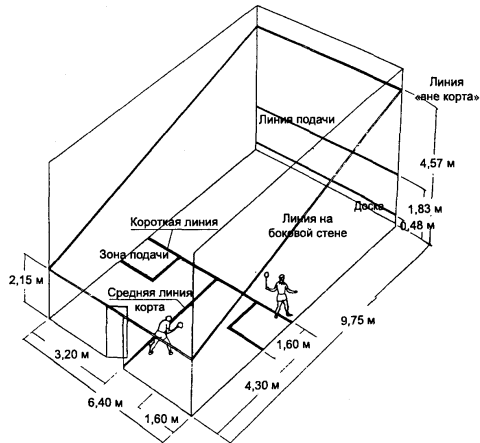 Линия
«вне корта»
Линия подачи
4,57 м
1,83 м
Доска
0,48 м
Линия на
боковой стене
Короткая линия
Зона подачи
Средняя линия
корта
2,15 м
9,75 м
1,60 м
3,20 м
4,30 м
6,40 м
1,60 м